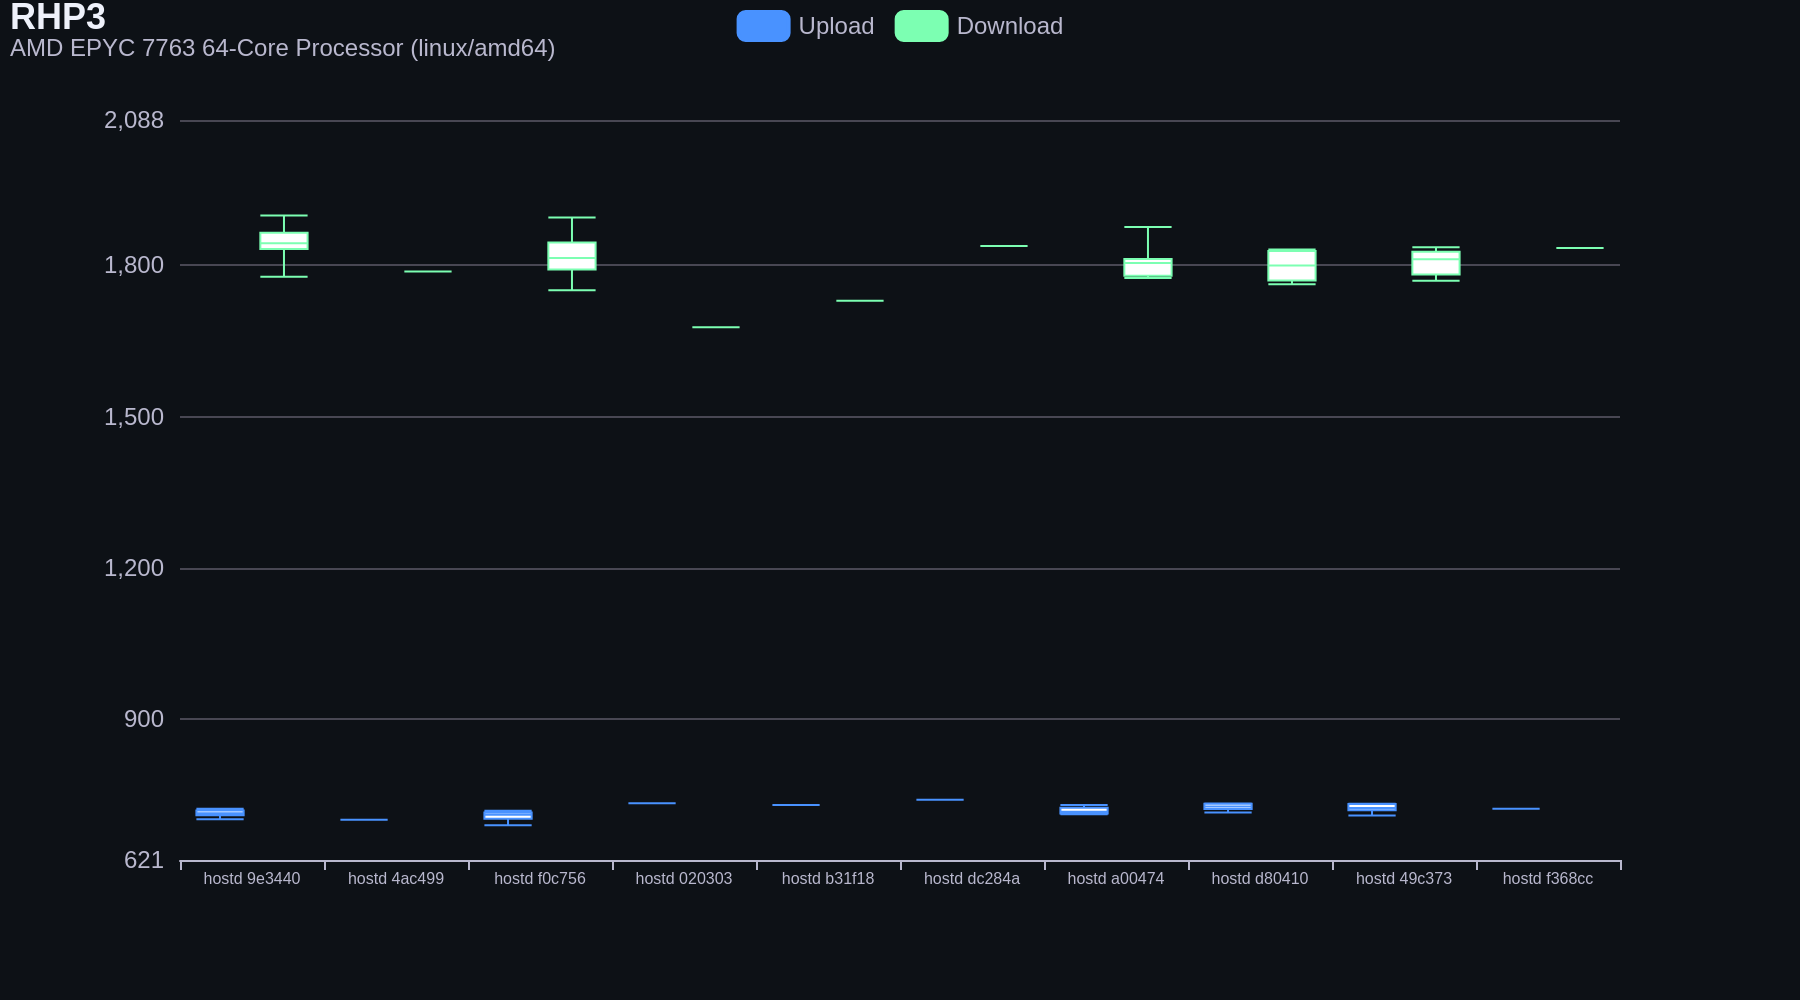 RHP3
AMD EPYC 7763 64-Core Processor (linux/amd64)
Upload
Download
2,088
1,800
1,500
1,200
900
621
hostd 9e3440
hostd 4ac499
hostd f0c756
hostd 020303
hostd b31f18
hostd dc284a
hostd a00474
hostd d80410
hostd 49c373
hostd f368cc